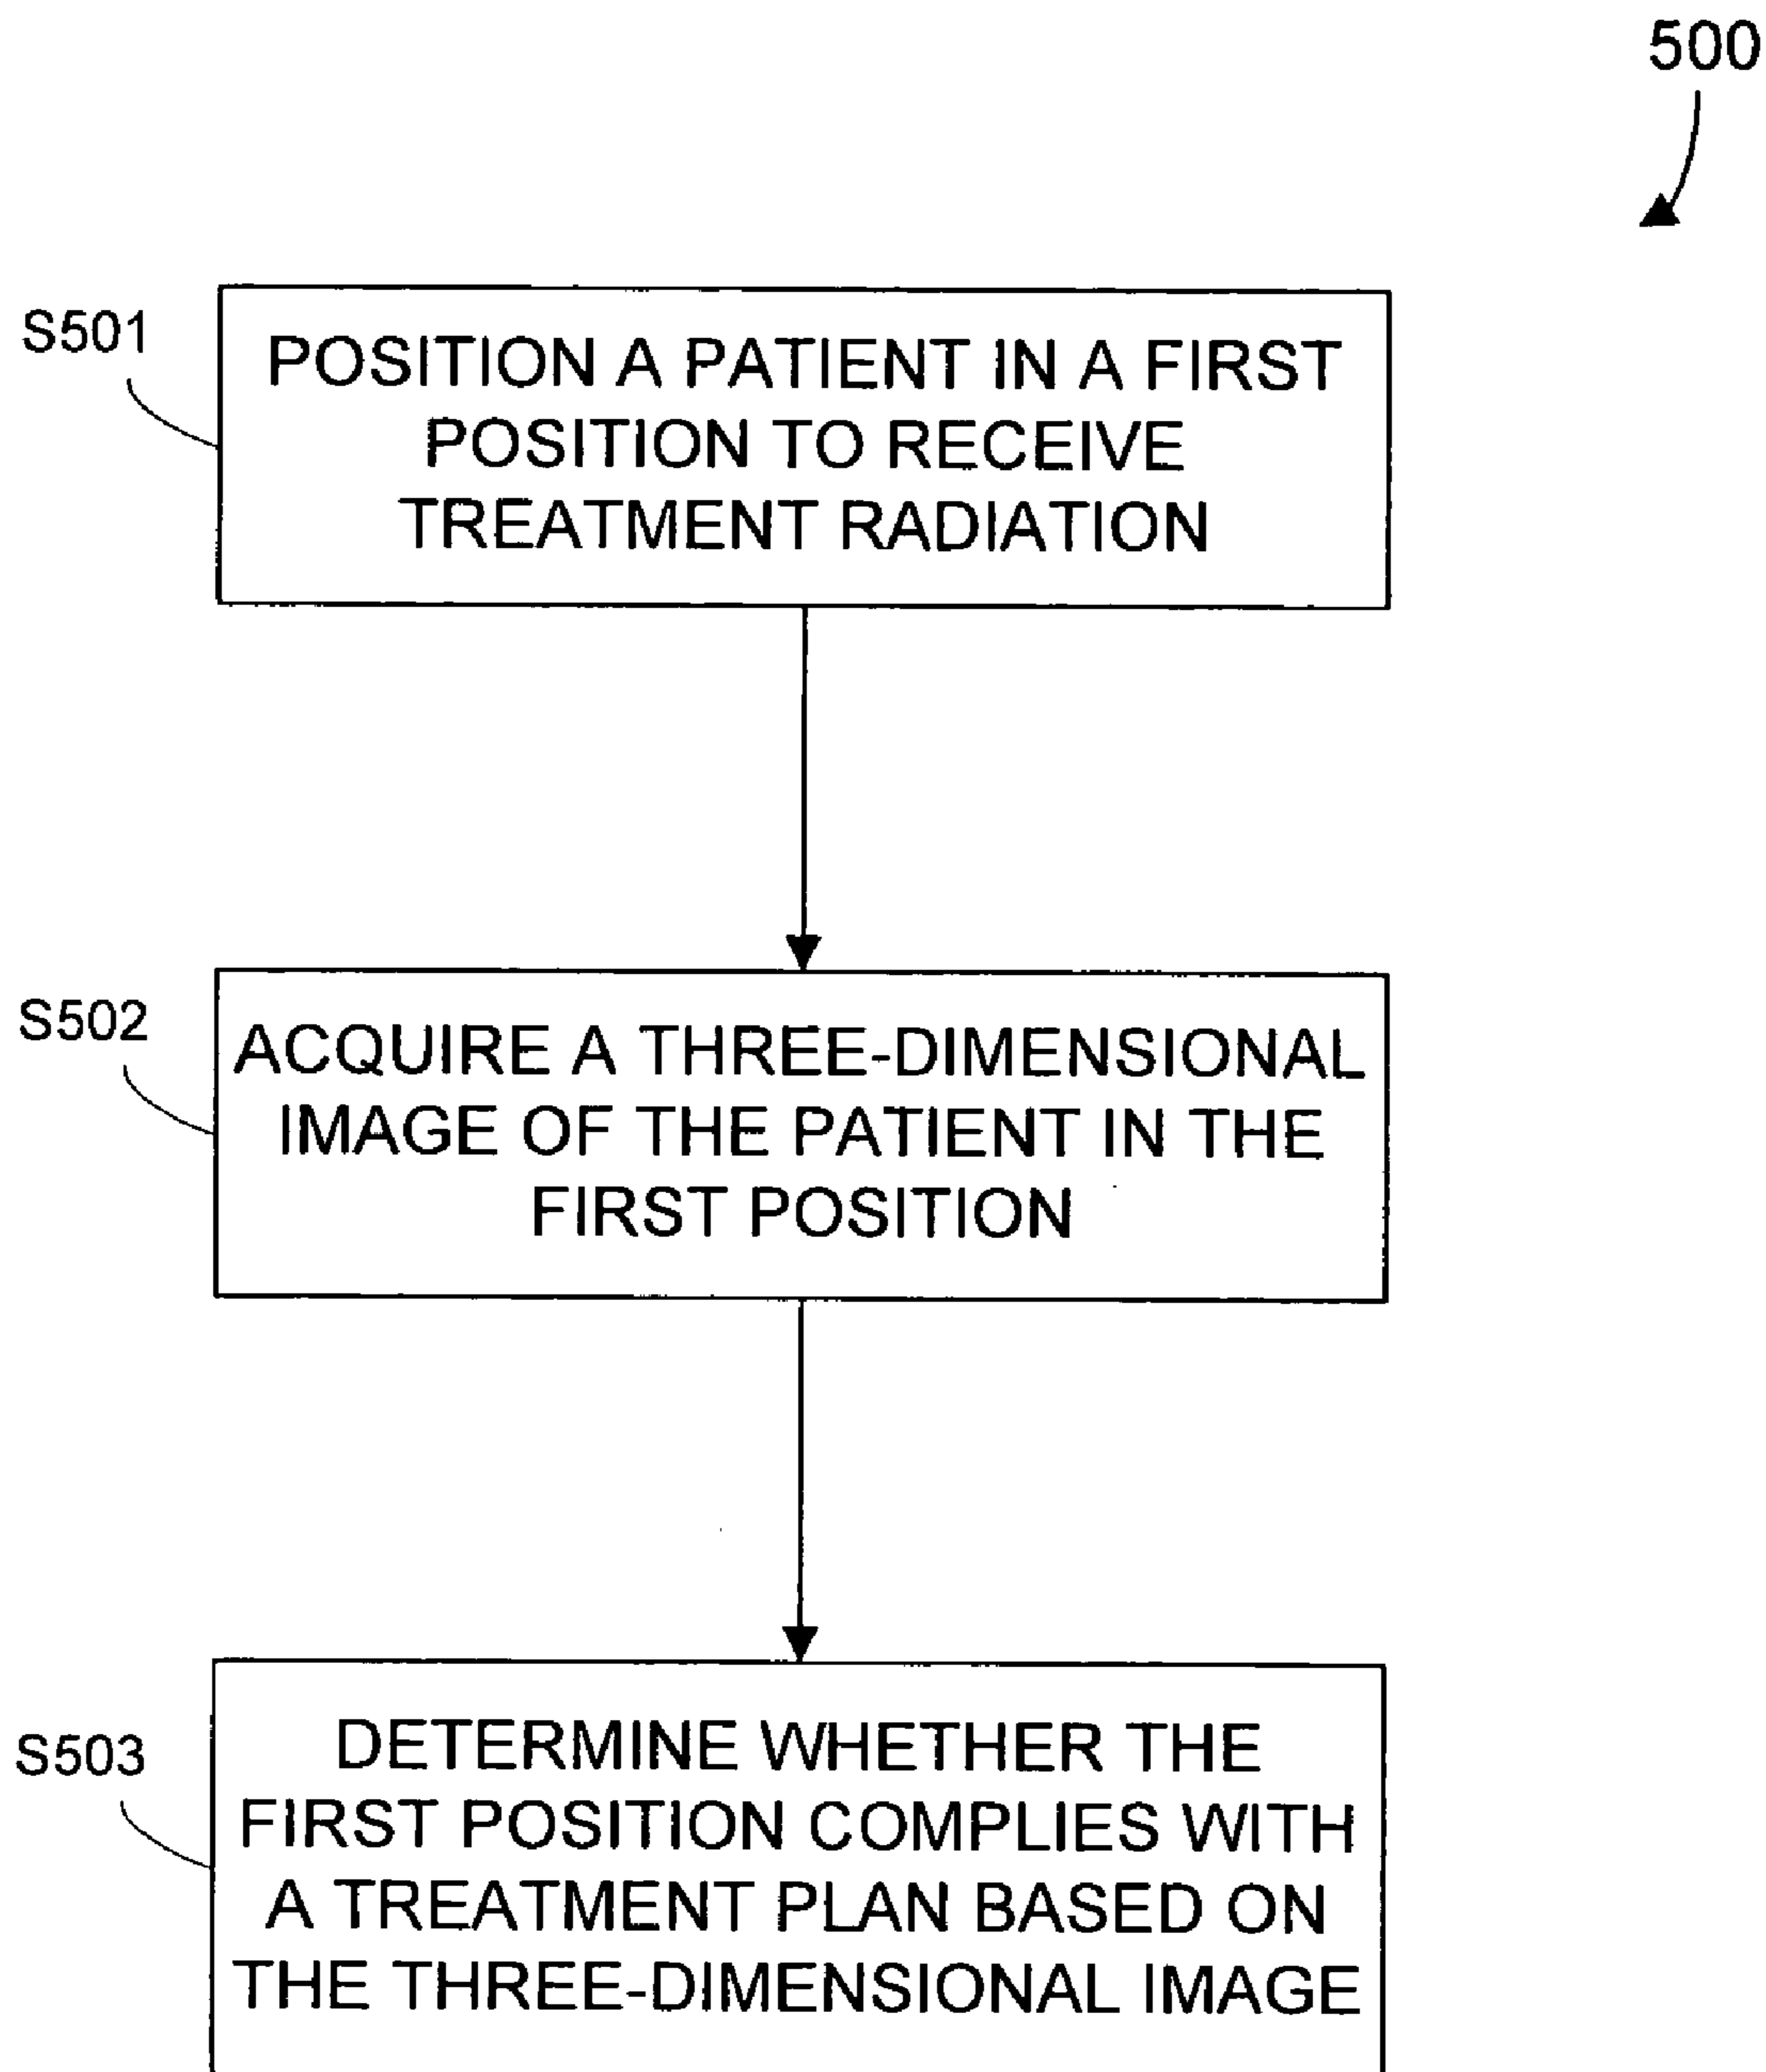 500
S501
POSITION A PATIENT IN A FIRST
POSITION TO RECEIVE
TREATMENT RADIATION
S502
ACQUIRE A THREE-DIMENSIONAL
IMAGE OF THE PATIENT IN THE
FIRST POSITION
S503
DETERMINE WHETHER THE
FIRST POSITION COMPLIES WITH
A TREATMENT PLAN BASED ON
THE THREE-DIMENSIONAL IMAGE